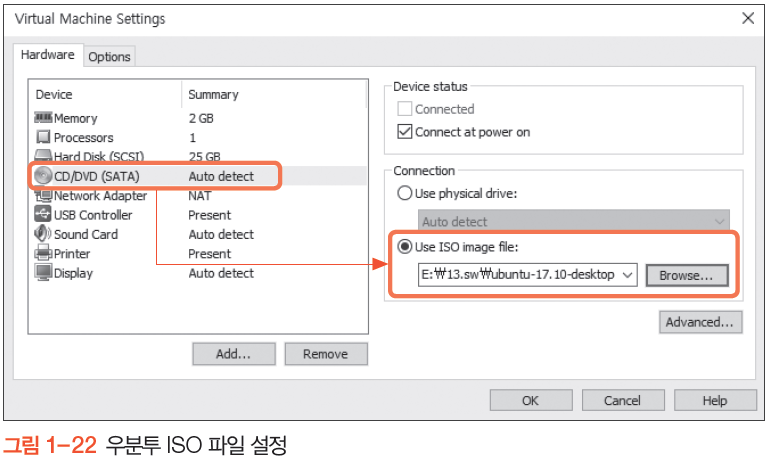 Virtual Machine Settings
Hardware
Options
Device Summary
Memory 2 GB
Processors 1
Hard Disk (SCSI) 25 GB
CD/DVD (SATA) Auto detect
Network Adapter NAT
USB Controller Present
Sound Card Auto detect
Printer Present
Display Auto detect
Add...
Remove
Device status
Connected
Connect at power on
Connection
Use physical drive:
Auto detect
Use ISO image file:
E:₩13.sw₩ubuntu-17.10-desktop
Browse...
Advanced...
OK
Cancel
Help
그림 1-22 우분투 ISO 파일 설정